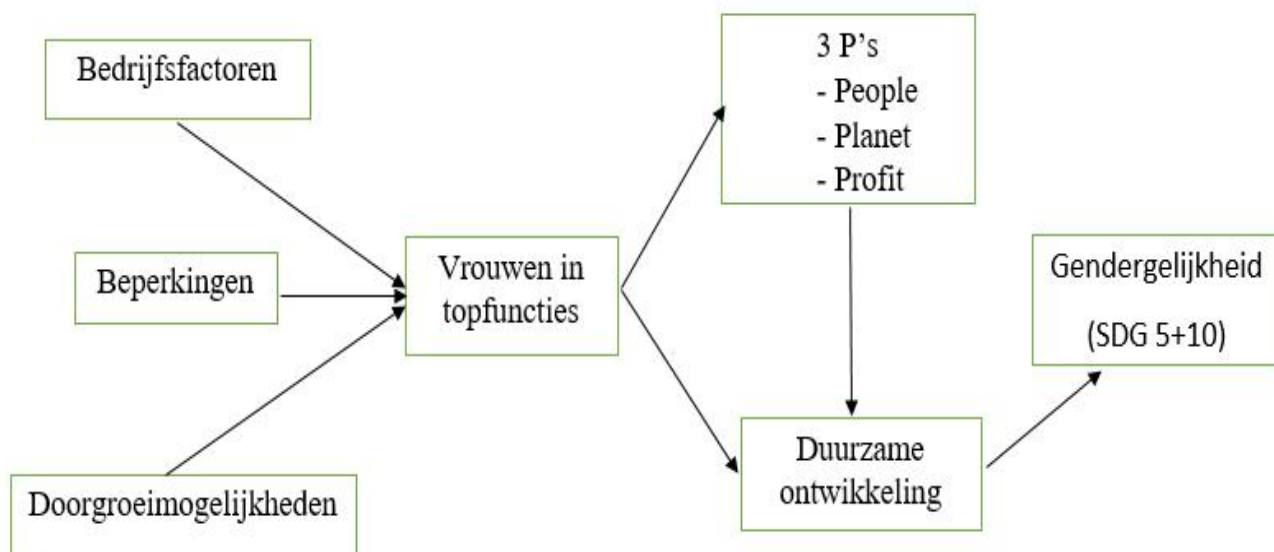 Bedrijfsfactoren
Beperkingen
Doorgroeimogelijkheden
Vrouwen in
topfuncties
3 P's
- People
- Planet
- Profit
Duurzame
ontwikkeling
Gendergelijkheid
(SDG 5+10)